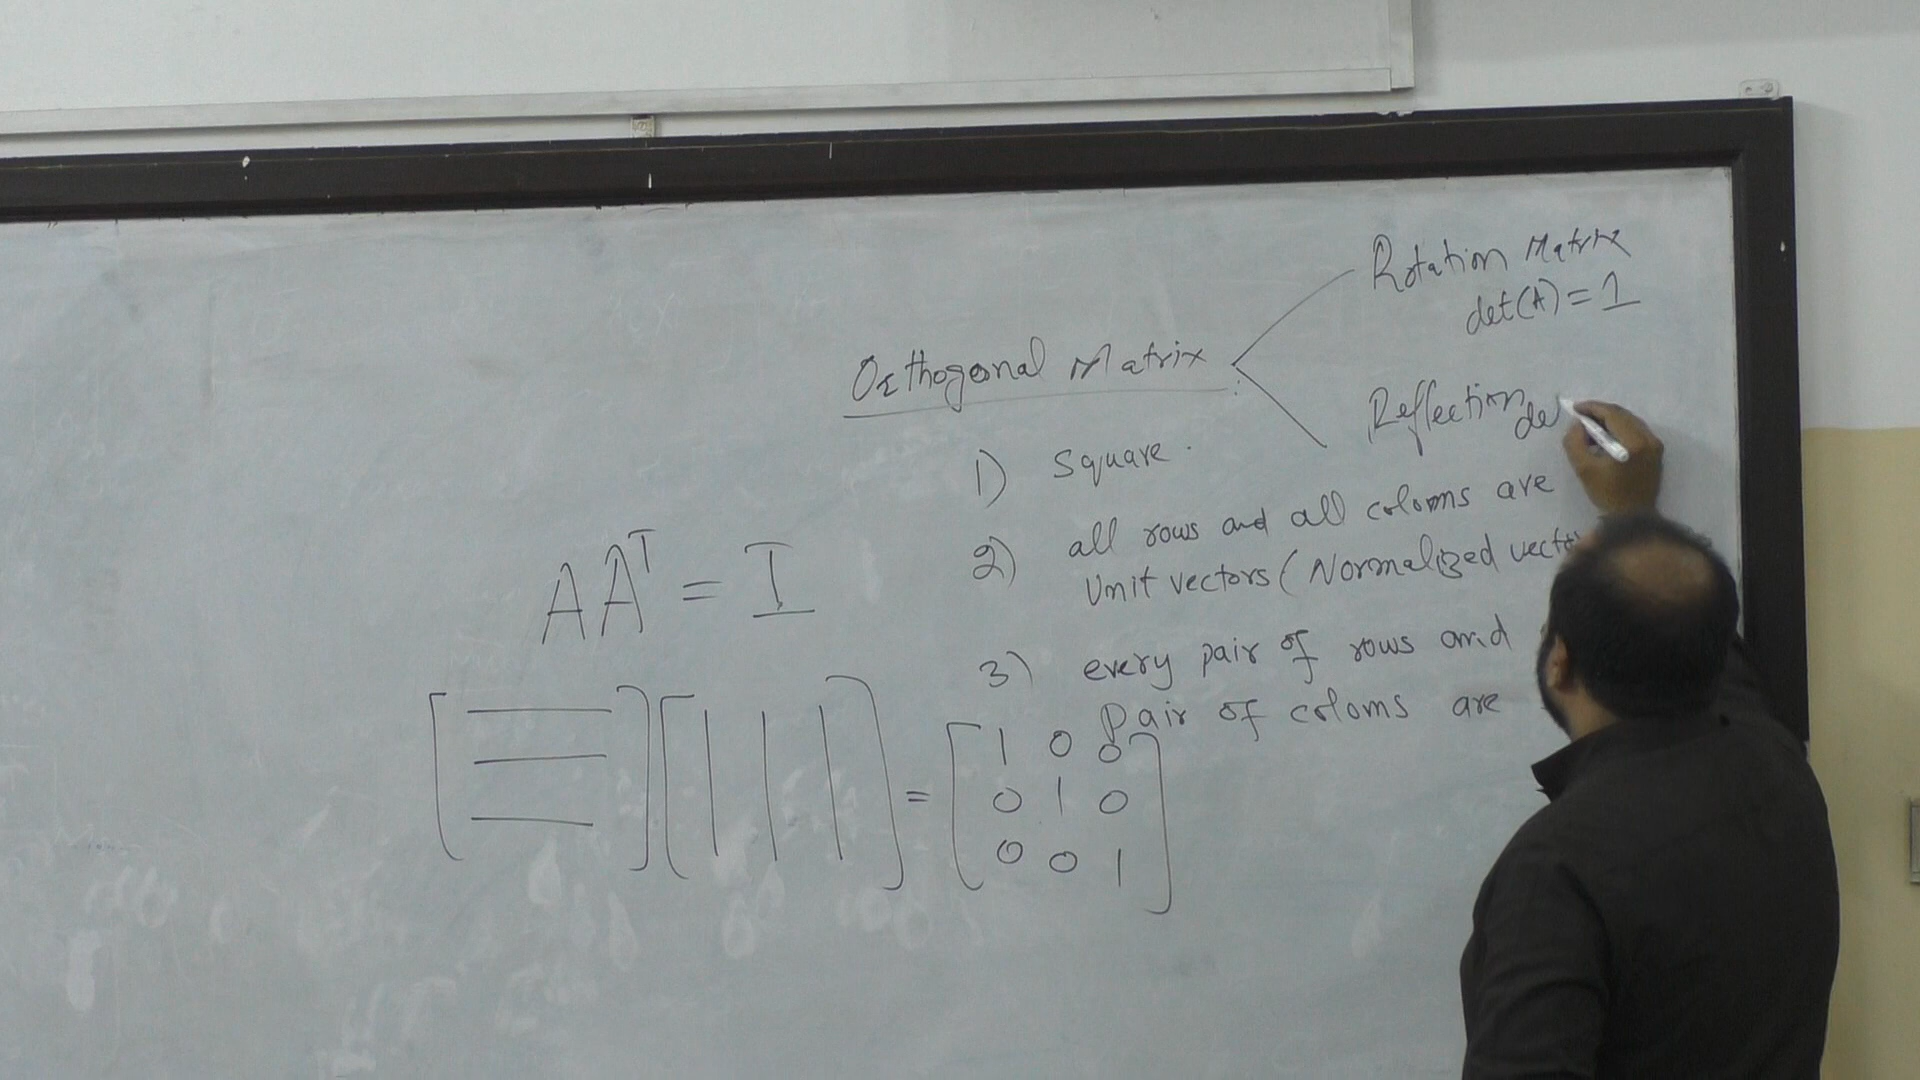 Rotation Matrix
det(A) = 1
Orthogonal Matrix
Reflection
de
1) Square.
2) all rows and all coloms are
Unit vectors (Normalized vect
3) every pair of rows and
Pair of coloms are
AAᵀ = I
=
1 0 0
0 1 0
0 0 1